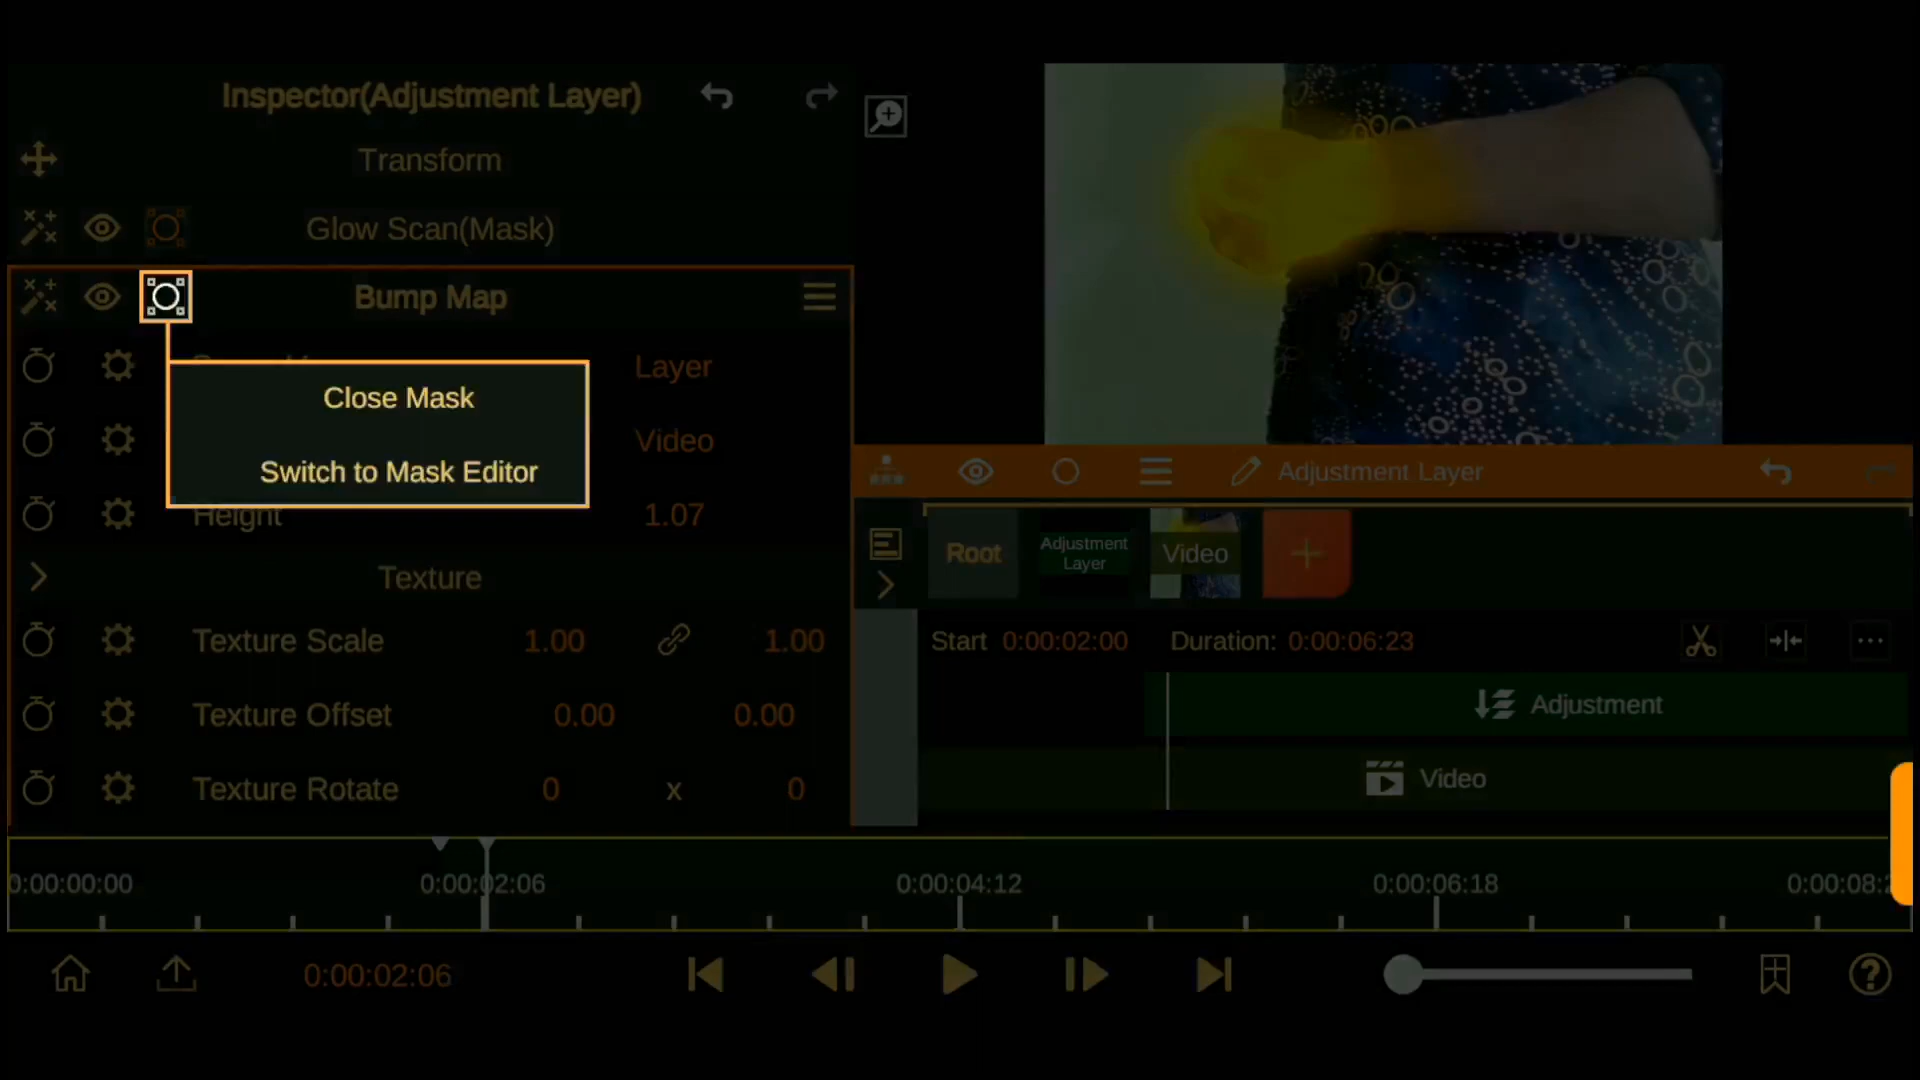 Inspector(Adjustment Layer)
Transform
Glow Scan(Mask)
Bump Map
Layer
Close Mask
Video
Switch to Mask Editor
Height
1.07
Texture
Texture Scale
1.00
1.00
Texture Offset
0.00
0.00
Texture Rotate
0
x
0
Adjustment Layer
Root
Adjustment
Layer
Video
Start 0:00:02:00 Duration: 0:00:06:23
Adjustment
Video
0:00:00:00
0:00:02:06
0:00:04:12
0:00:06:18
0:00:08:2
0:00:02:06